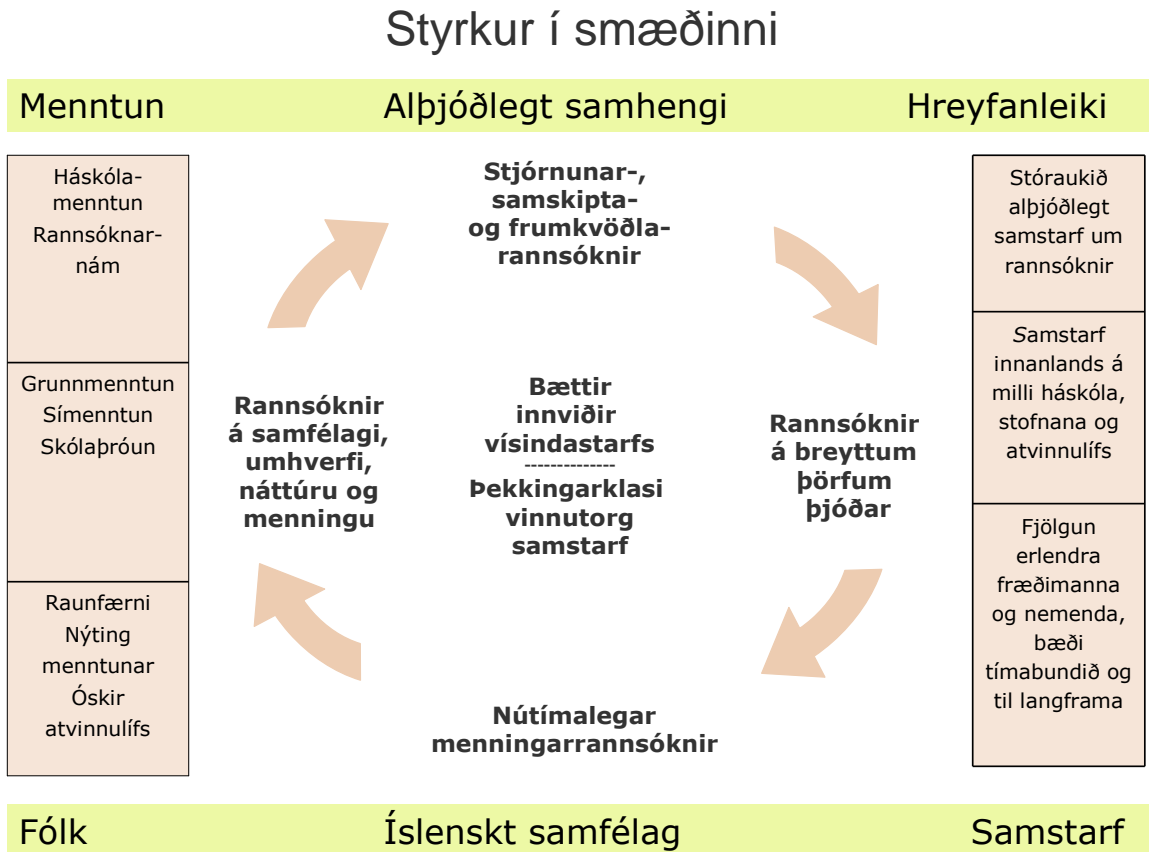 Styrkur í smæðinni
Menntun Alþjóðlegt samhengi Hreyfanleiki
Háskóla-
menntun
Rannsóknar-
nám
Grunnmenntun
Símenntun
Skólaþróun
Raunfærni
Nýting
menntunar
Óskir
atvinnulífs
Stjórnunar-,
samskipta-
og frumkvöðla-
rannsóknir
Rannsóknir
á samfélagi,
umhverfi,
náttúru og
menningu
Bættir
innviðir
vísindastarfs
--------------
Þekkingarklasi
vinnutorg
samstarf
Rannsóknir
á breyttum
þörfum
þjóðar
Nútímalegar
menningarrannsóknir
Stóraukið
alþjóðlegt
samstarf um
rannsóknir
Samstarf
innanlands á
milli háskóla,
stofnana og
atvinnulífs
Fjölgun
erlendra
fræðimanna
og nemenda,
bæði
tímabundið og
til langframa
Fólk Íslenskt samfélag Samstarf